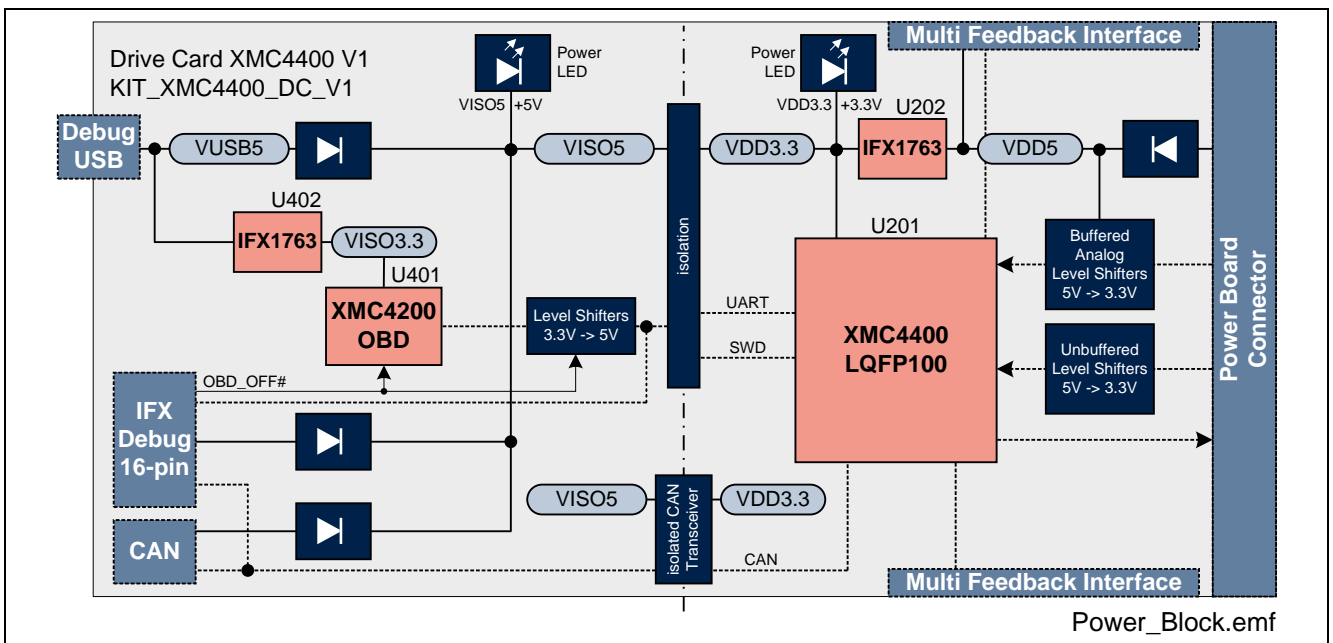 Multi Feedback Interface
Drive Card XMC4400 V1
KIT_XMC4400_DC_V1
Power
LED
VISO5 +5V
Power
LED
VDD3.3 +3.3V
U202
Debug
USB
VUSB5
VISO5
VDD3.3
IFX1763
VDD5
U402
IFX1763
VISO3.3
U401
XMC4200
OBD
Level Shifters
3.3V -> 5V
isolation
UART
SWD
U201
XMC4400
LQFP100
Buffered
Analog
Level Shifters
5V -> 3.3V
Unbuffered
Level Shifters
5V -> 3.3V
Power Board
Connector
OBD_OFF#
IFX
Debug
16-pin
CAN
VISO5
isolated CAN
Transceiver
VDD3.3
CAN
Multi Feedback Interface
Power_Block.emf